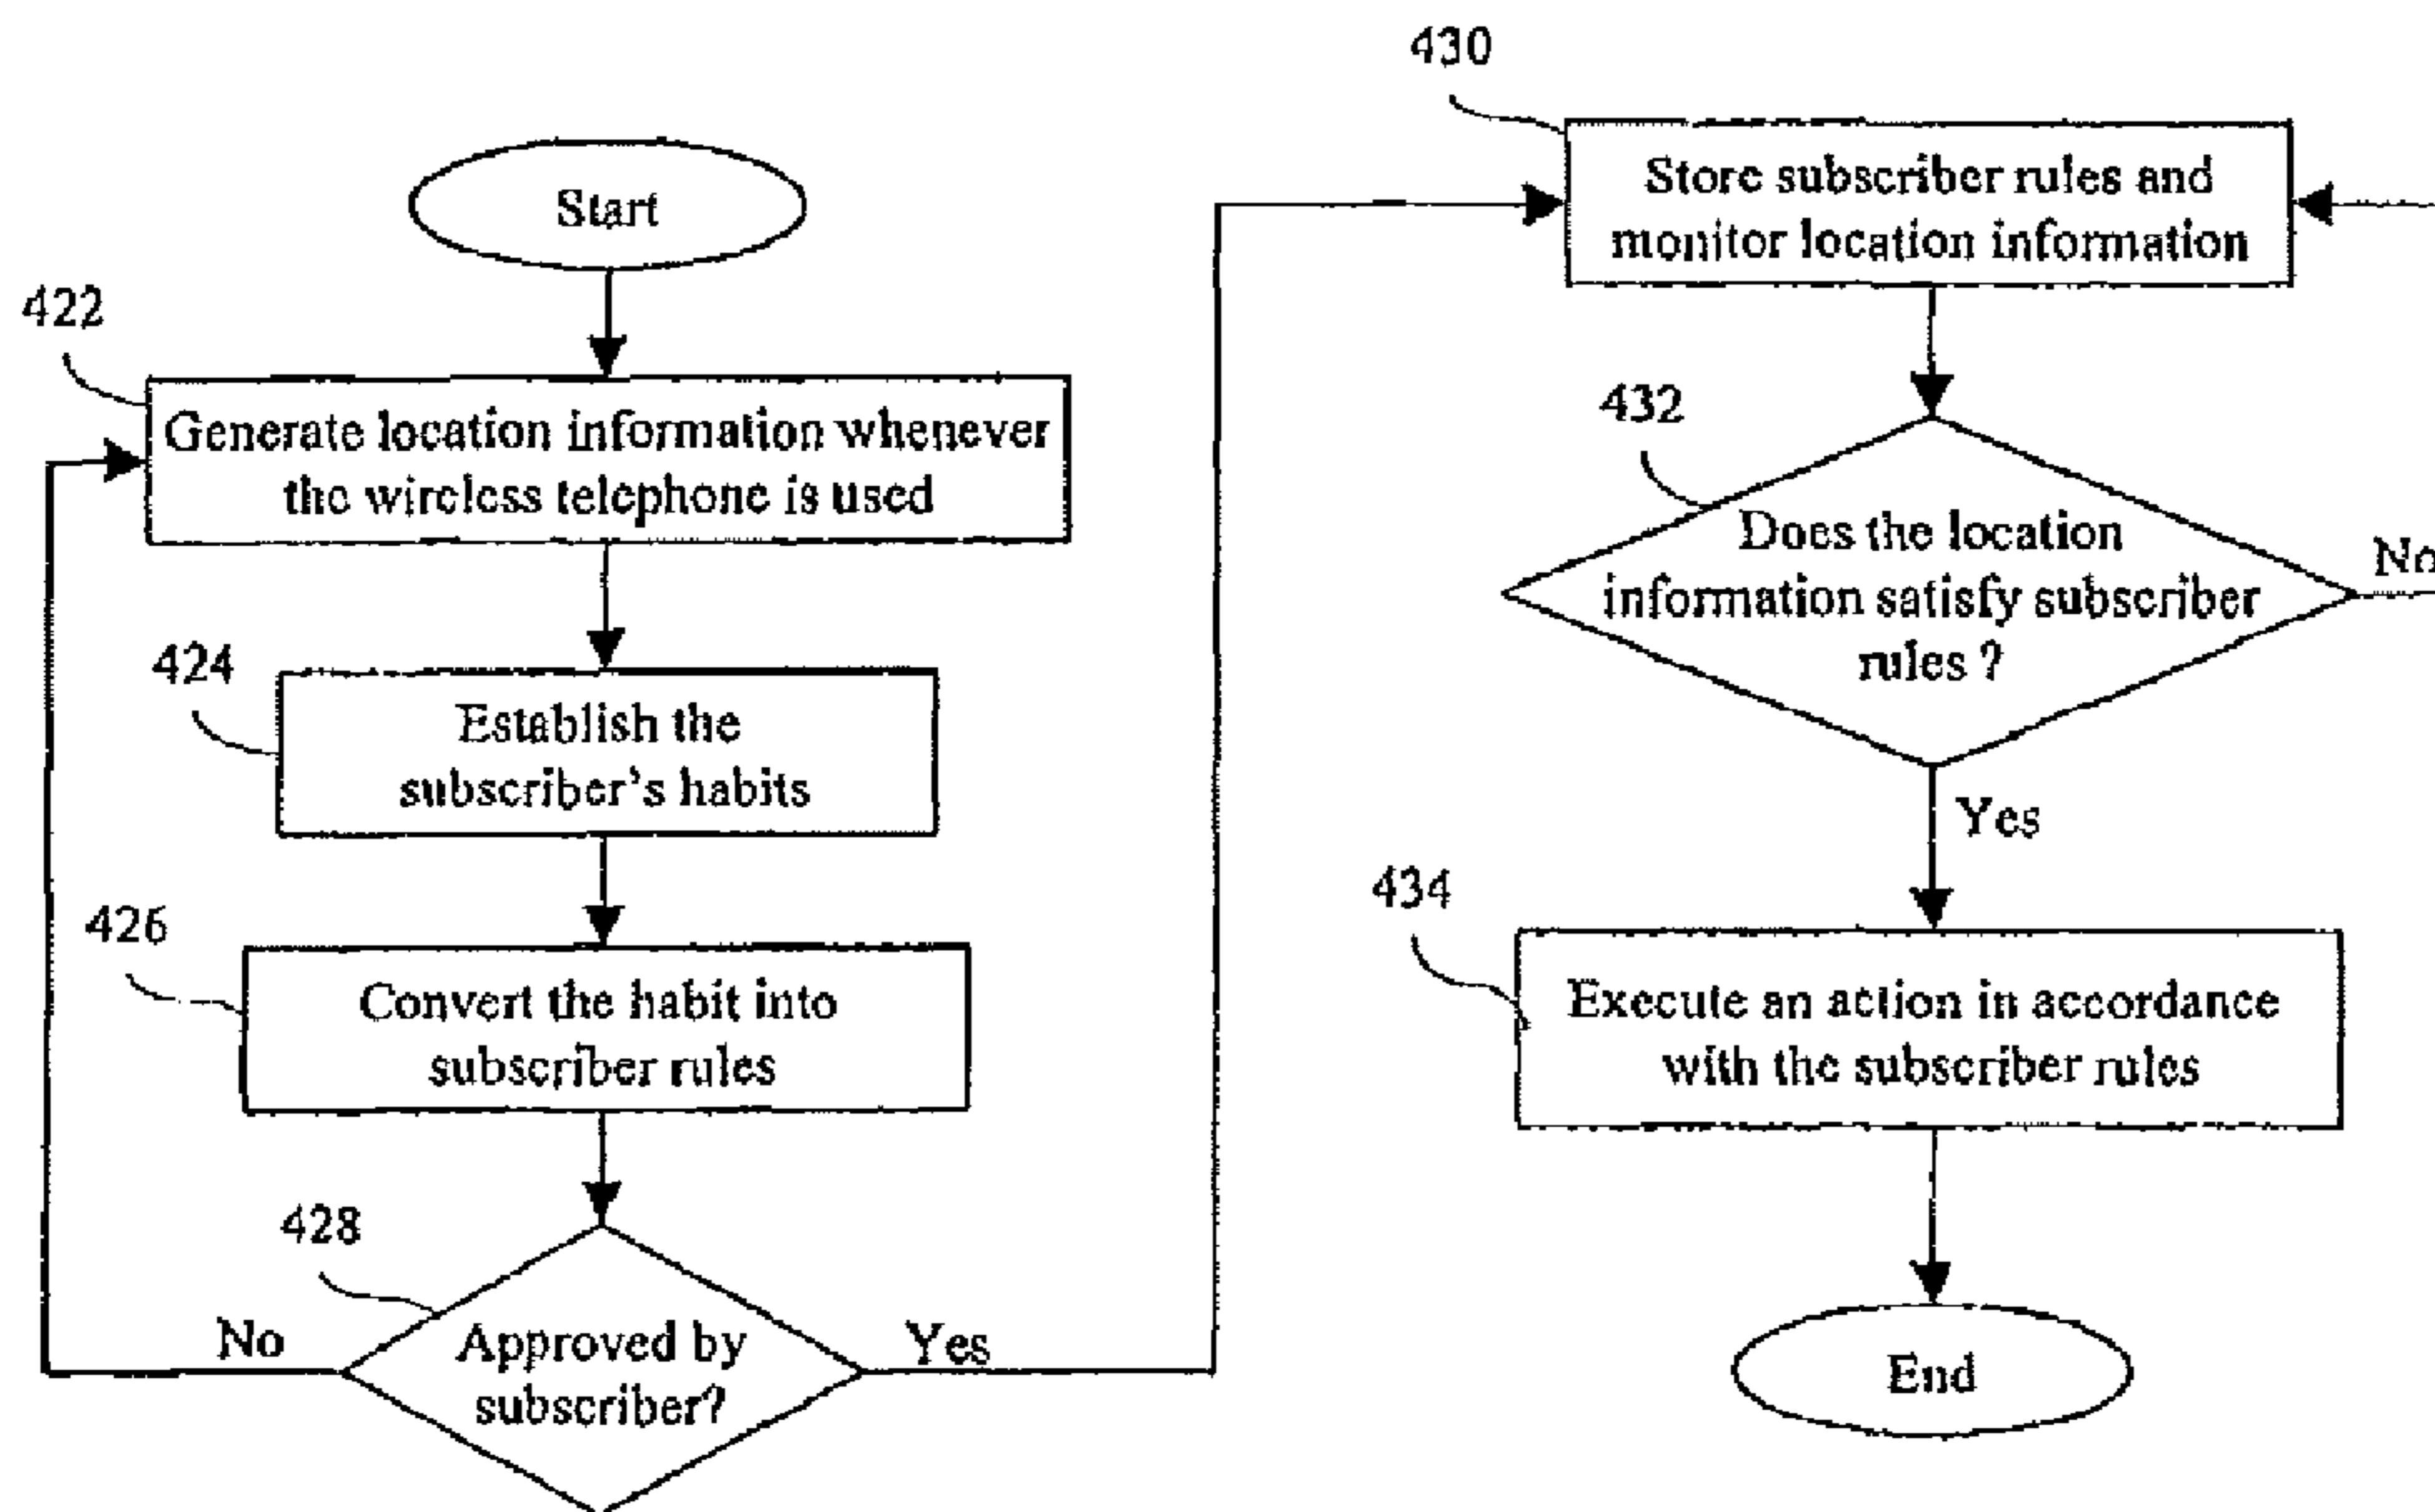 Start
422
Generate location information whenever
the wireless telephone is used
424
Establish the
subscriber's habits
426
Convert the habit into
subscriber rules
428
Approved by
subscriber?
No
Yes
430
Store subscriber rules and
monitor location information
432
Does the location
information satisfy subscriber
rules ?
No
Yes
434
Execute an action in accordance
with the subscriber rules
End